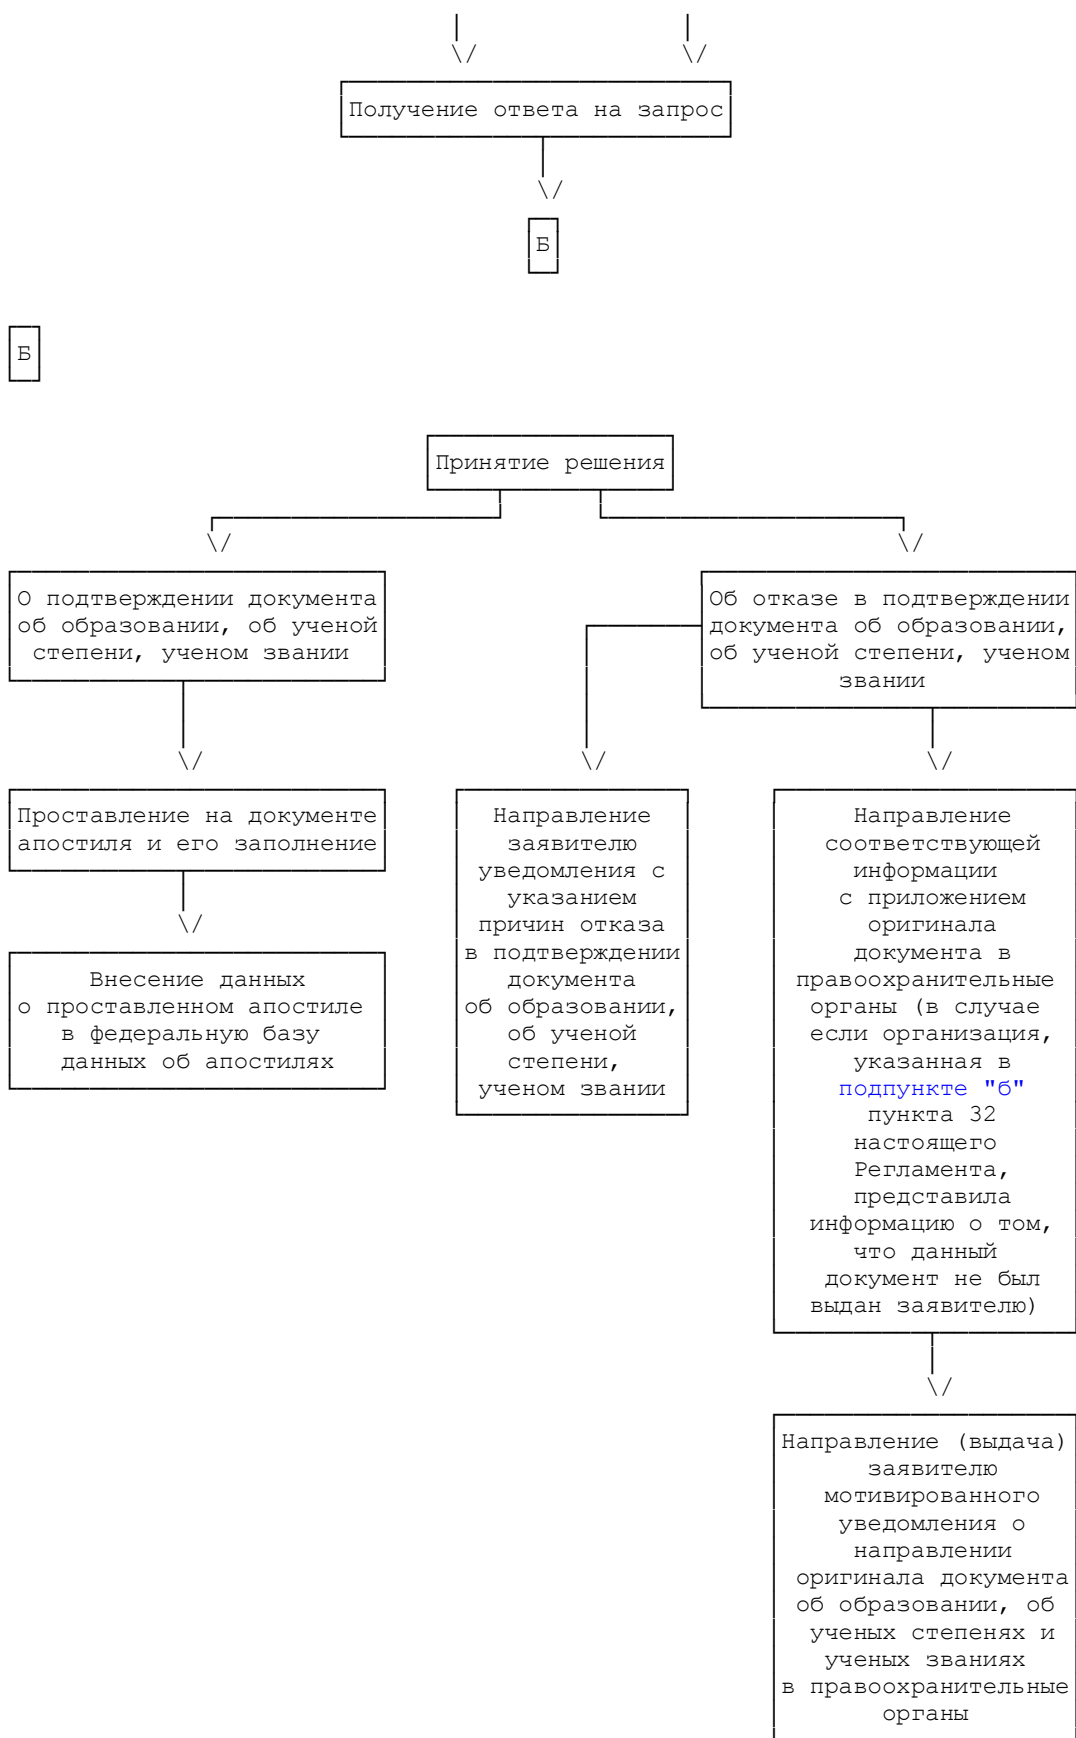 Получение ответа на запрос
Б
Б
Принятие решения
О подтверждении документа
об образовании, об ученой
степени, ученом звании
Об отказе в подтверждении
документа об образовании,
об ученой степени, ученом
звании
Проставление на документе
апостиля и его заполнение
Внесение данных
о проставленном апостиле
в федеральную базу
данных об апостилях
Направление
заявителю
уведомления с
указанием
причин отказа
в подтверждении
документа
об образовании,
об ученой
степени,
ученом звании
Направление
соответствующей
информации
с приложением
оригинала
документа в
правоохранительные
органы (в случае
если организация,
указанная в
подпункте "б"
пункта 32
настоящего
Регламента,
представила
информацию о том,
что данный
документ не был
выдан заявителю)
Направление (выдача)
заявителю
мотивированного
уведомления о
направлении
оригинала документа
об образовании, об
ученых степенях и
ученых званиях
в правоохранительные
органы